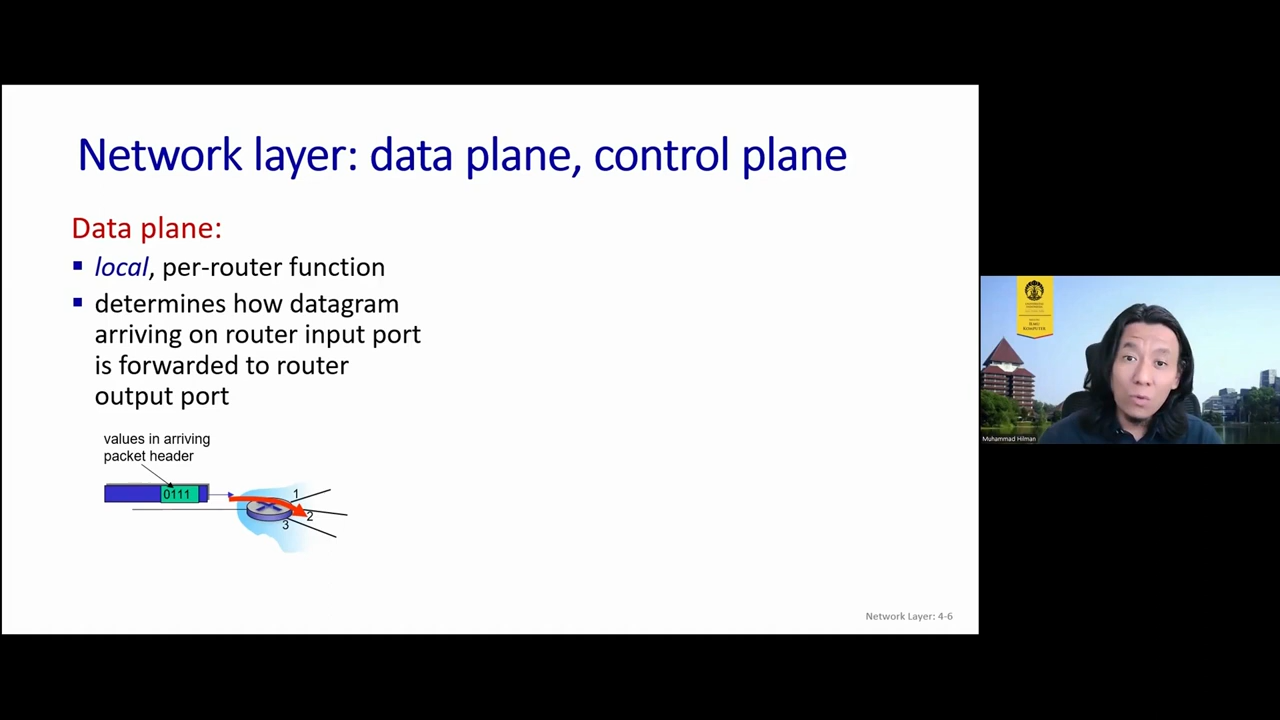 Network layer: data plane, control plane
Data plane:
local, per-router function
determines how datagram
arriving on router input port
is forwarded to router
output port
values in arriving
packet header
0111
1
2
3
Network Layer: 4-6
ILMU
KOMPUTER
Muhammad Hilman